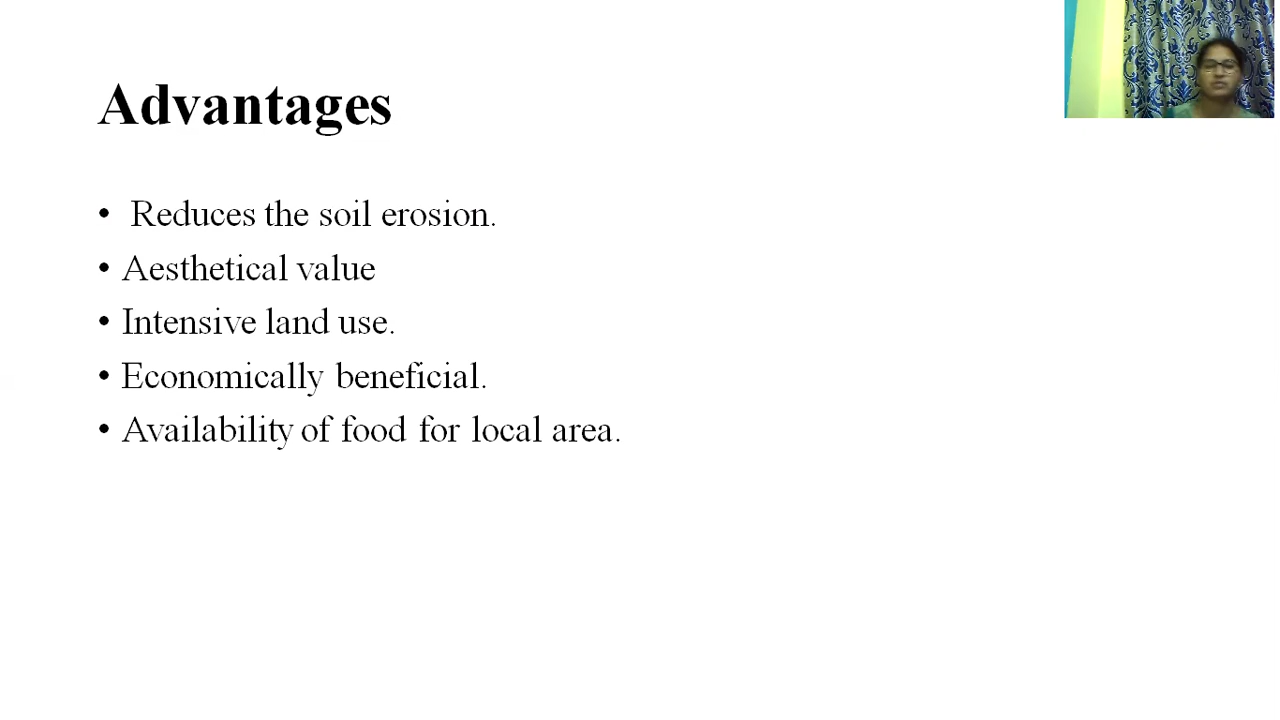 Advantages
• Reduces the soil erosion.
• Aesthetical value
• Intensive land use.
• Economically beneficial.
• Availability of food for local area.